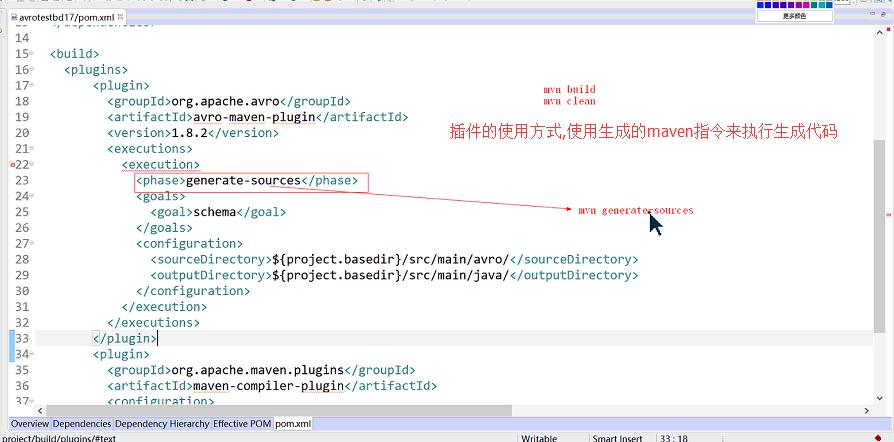 更多颜色
avrotestbd17/pom.xml
14
15 <build>
16 <plugins>
17 <plugin>
18 <groupId>org.apache.avro</groupId>
19 <artifactId>avro-maven-plugin</artifactId>
20 <version>1.8.2</version>
21 <executions>
22 <execution>
23 <phase>generate-sources</phase>
24 <goals>
25 <goal>schema</goal>
26 </goals>
27 <configuration>
28 <sourceDirectory>${project.basedir}/src/main/avro/</sourceDirectory>
29 <outputDirectory>${project.basedir}/src/main/java/</outputDirectory>
30 </configuration>
31 </execution>
32 </executions>
33 </plugin>
34 <plugin>
35 <groupId>org.apache.maven.plugins</groupId>
36 <artifactId>maven-compiler-plugin</artifactId>
37 <configuration>
mvn build
mvn clean
插件的使用方式,使用生成的maven指令来执行生成代码
mvn generate-sources
Overview Dependencies Dependency Hierarchy Effective POM pom.xml
project/build/plugins/#text
Writable
Smart Insert
33 : 18